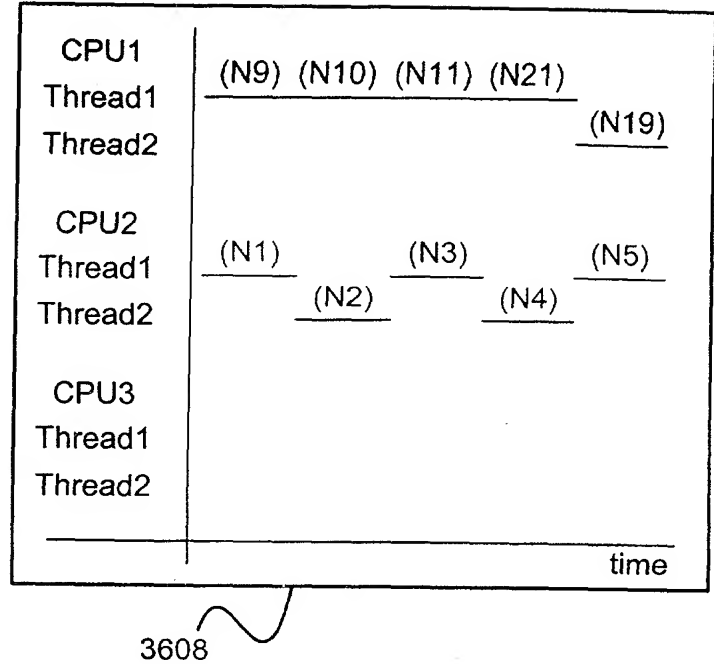 CPU1
(N9) (N10) (N11) (N21)
Thread1
(N19)
Thread2
CPU2
(N1) (N3) (N5)
Thread1
(N2) (N4)
Thread2
CPU3
Thread1
Thread2
time
3608